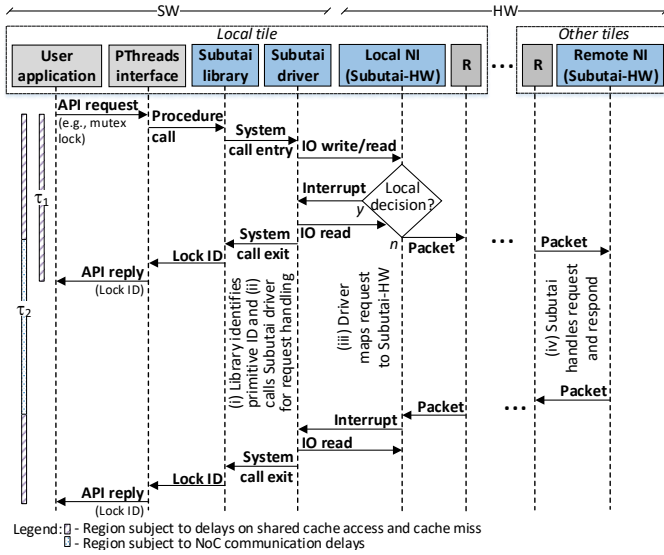 SW
HW
Local tile
Other tiles
User application
PThreads interface
Subutai library
Subutai driver
Local NI (Subutai-HW)
R
R
Remote NI (Subutai-HW)
API request
(e.g., mutex lock)
Procedure call
System call entry
IO write/read
Interrupt
Local decision?
y
n
IO read
System call exit
Packet
Packet
Lock ID
API reply
(Lock ID)
τ1
τ2
(i) Library identifies primitive ID and (ii) calls Subutai driver for request handling
(iii) Driver maps request to Subutai-HW
(iv) Subutai handles request and respond
Packet
Packet
Interrupt
IO read
System call exit
Lock ID
API reply
(Lock ID)
Legend: - Region subject to delays on shared cache access and cache miss
- Region subject to NoC communication delays